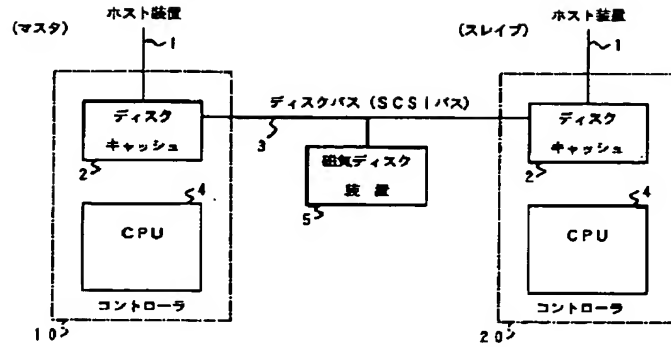 (マスタ)
ホスト装置
1
(スレイブ)
ホスト装置
1
ディスク
キャッシュ
2
ディスクバス (SCSIバス)
3
磁気ディスク
装置
5
ディスク
キャッシュ
2
4
CPU
コントローラ
10
4
CPU
コントローラ
20